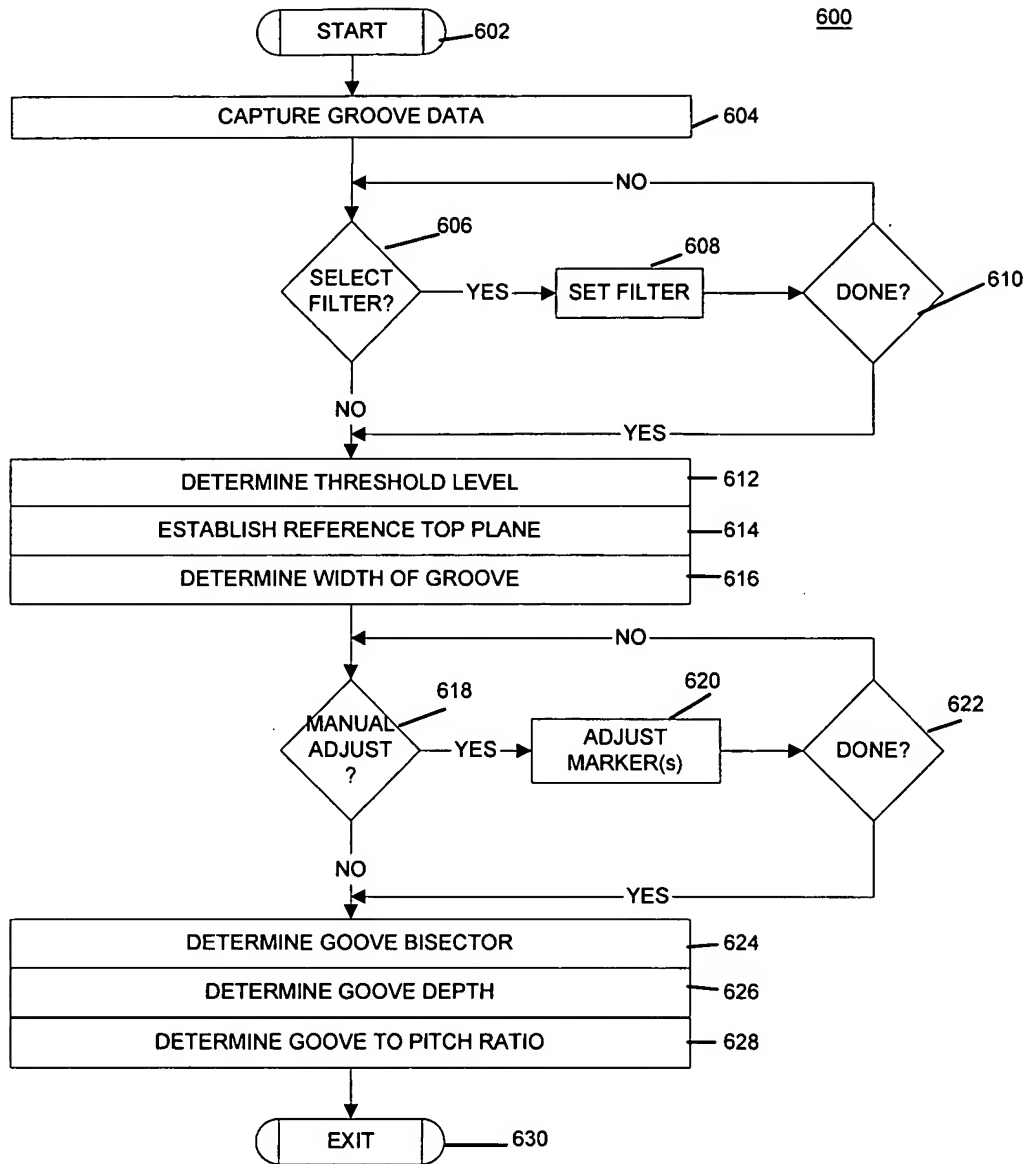 600
START
602
CAPTURE GROOVE DATA
604
NO
606
SELECT
FILTER?
YES
608
SET FILTER
DONE?
610
NO
YES
DETERMINE THRESHOLD LEVEL
612
ESTABLISH REFERENCE TOP PLANE
614
DETERMINE WIDTH OF GROOVE
616
NO
618
MANUAL
ADJUST
?
YES
620
ADJUST
MARKER(s)
DONE?
622
NO
YES
DETERMINE GOOVE BISECTOR
624
DETERMINE GOOVE DEPTH
626
DETERMINE GOOVE TO PITCH RATIO
628
EXIT
630